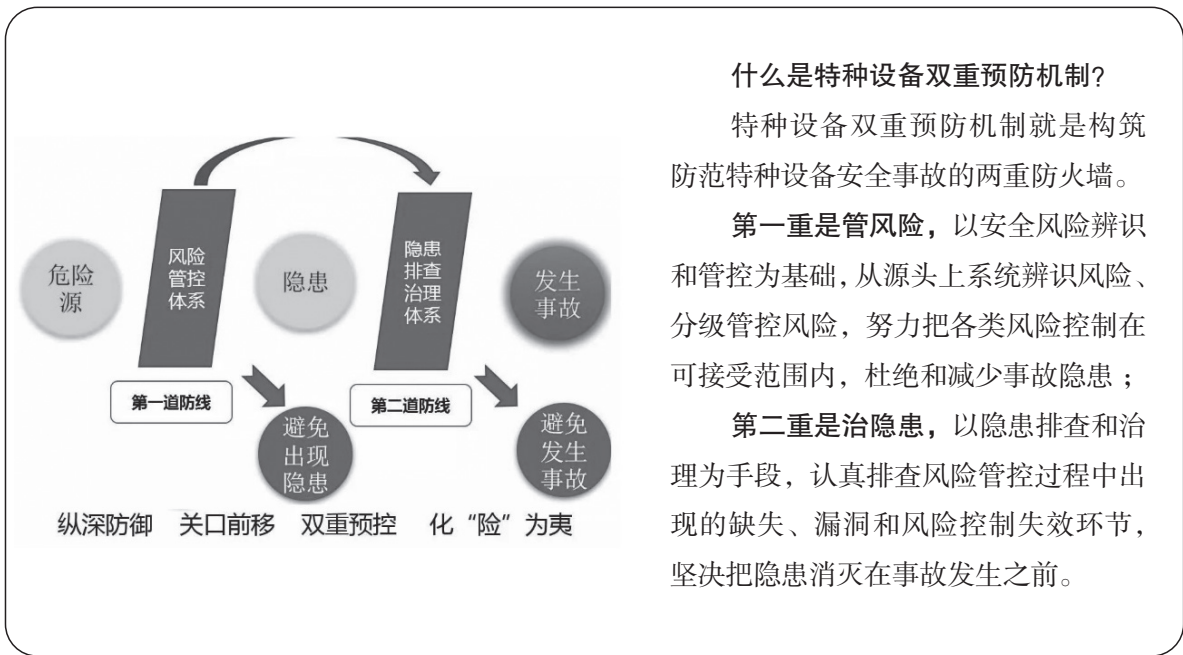 危险
源
风险
管控
体系
隐患
隐患
排查
治理
体系
发生
事故
第一道防线
第二道防线
避免
出现
隐患
避免
发生
事故
纵深防御 关口前移 双重预控 化“险”为夷
什么是特种设备双重预防机制?
特种设备双重预防机制就是构筑
防范特种设备安全事故的两重防火墙。
第一重是管风险，以安全风险辨识
和管控为基础，从源头上系统辨识风险、
分级管控风险，努力把各类风险控制在
可接受范围内，杜绝和减少事故隐患；
第二重是治隐患，以隐患排查和治
理为手段，认真排查风险管控过程中出
现的缺失、漏洞和风险控制失效环节，
坚决把隐患消灭在事故发生之前。